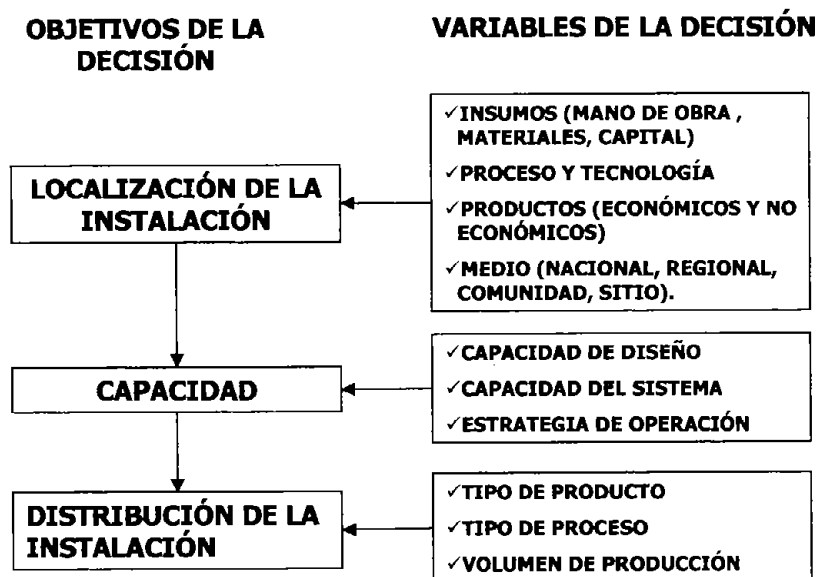 OBJETIVOS DE LA
DECISIÓN
VARIABLES DE LA DECISIÓN
LOCALIZACIÓN DE LA
INSTALACIÓN
✓INSUMOS (MANO DE OBRA ,
MATERIALES, CAPITAL)
✓PROCESO Y TECNOLOGÍA
✓PRODUCTOS (ECONÓMICOS Y NO
ECONÓMICOS)
✓MEDIO (NACIONAL, REGIONAL,
COMUNIDAD, SITIO).
CAPACIDAD
✓CAPACIDAD DE DISEÑO
✓CAPACIDAD DEL SISTEMA
✓ESTRATEGIA DE OPERACIÓN
DISTRIBUCIÓN DE LA
INSTALACIÓN
✓TIPO DE PRODUCTO
✓TIPO DE PROCESO
✓VOLUMEN DE PRODUCCIÓN